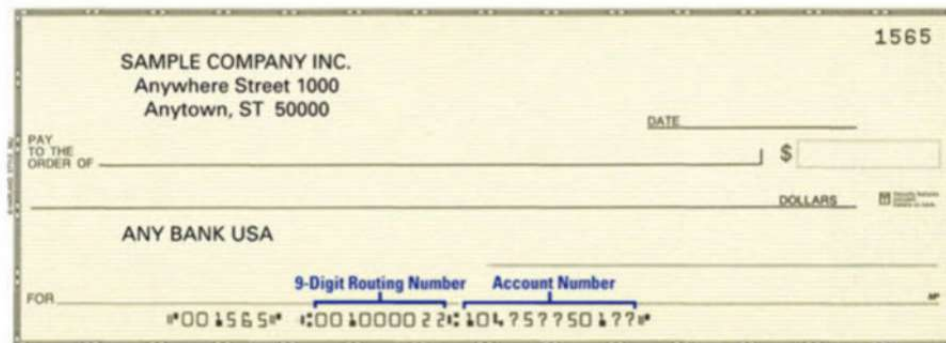 1565
SAMPLE COMPANY INC.
Anywhere Street 1000
Anytown, ST 50000
DATE
PAY
TO THE
ORDER OF
$
DOLLARS
ANY BANK USA
9-Digit Routing Number Account Number
FOR
MP
⑈001565⑈ ⑆001000022⑆104757750177⑈